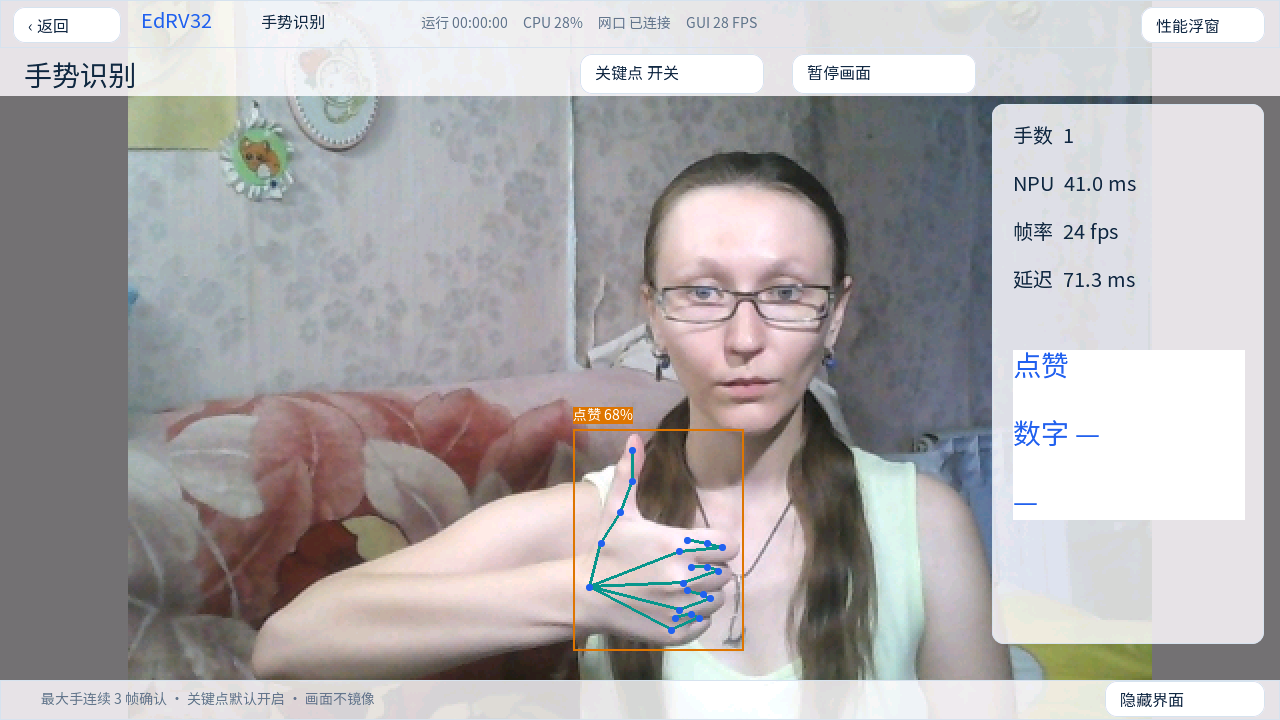 ‹ 返回
EdRV32
手势识别
运行 00:00:00
CPU 28%
网口 已连接
GUI 28 FPS
性能浮窗
手势识别
关键点 开关
暂停画面
手数 1
NPU 41.0 ms
帧率 24 fps
延迟 71.3 ms
点赞
数字 —
—
点赞 68%
最大手连续 3 帧确认 • 关键点默认开启 • 画面不镜像
隐藏界面